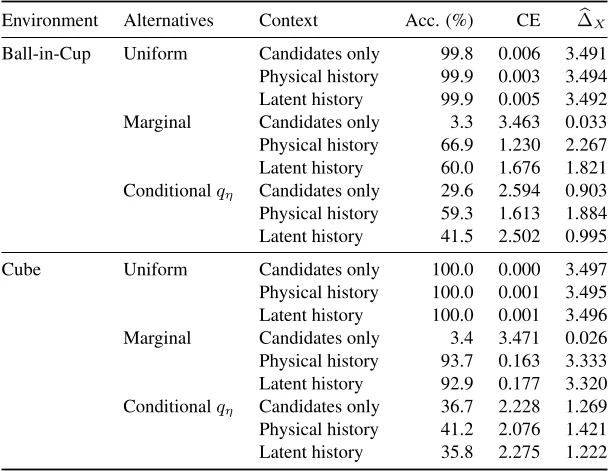 Environment Alternatives Context Acc. (%) CE Δ̂_X
Ball-in-Cup Uniform Candidates only 99.8 0.006 3.491
Physical history 99.9 0.003 3.494
Latent history 99.9 0.005 3.492
Marginal Candidates only 3.3 3.463 0.033
Physical history 66.9 1.230 2.267
Latent history 60.0 1.676 1.821
Conditional q_η Candidates only 29.6 2.594 0.903
Physical history 59.3 1.613 1.884
Latent history 41.5 2.502 0.995
Cube Uniform Candidates only 100.0 0.000 3.497
Physical history 100.0 0.001 3.495
Latent history 100.0 0.001 3.496
Marginal Candidates only 3.4 3.471 0.026
Physical history 93.7 0.163 3.333
Latent history 92.9 0.177 3.320
Conditional q_η Candidates only 36.7 2.228 1.269
Physical history 41.2 2.076 1.421
Latent history 35.8 2.275 1.222